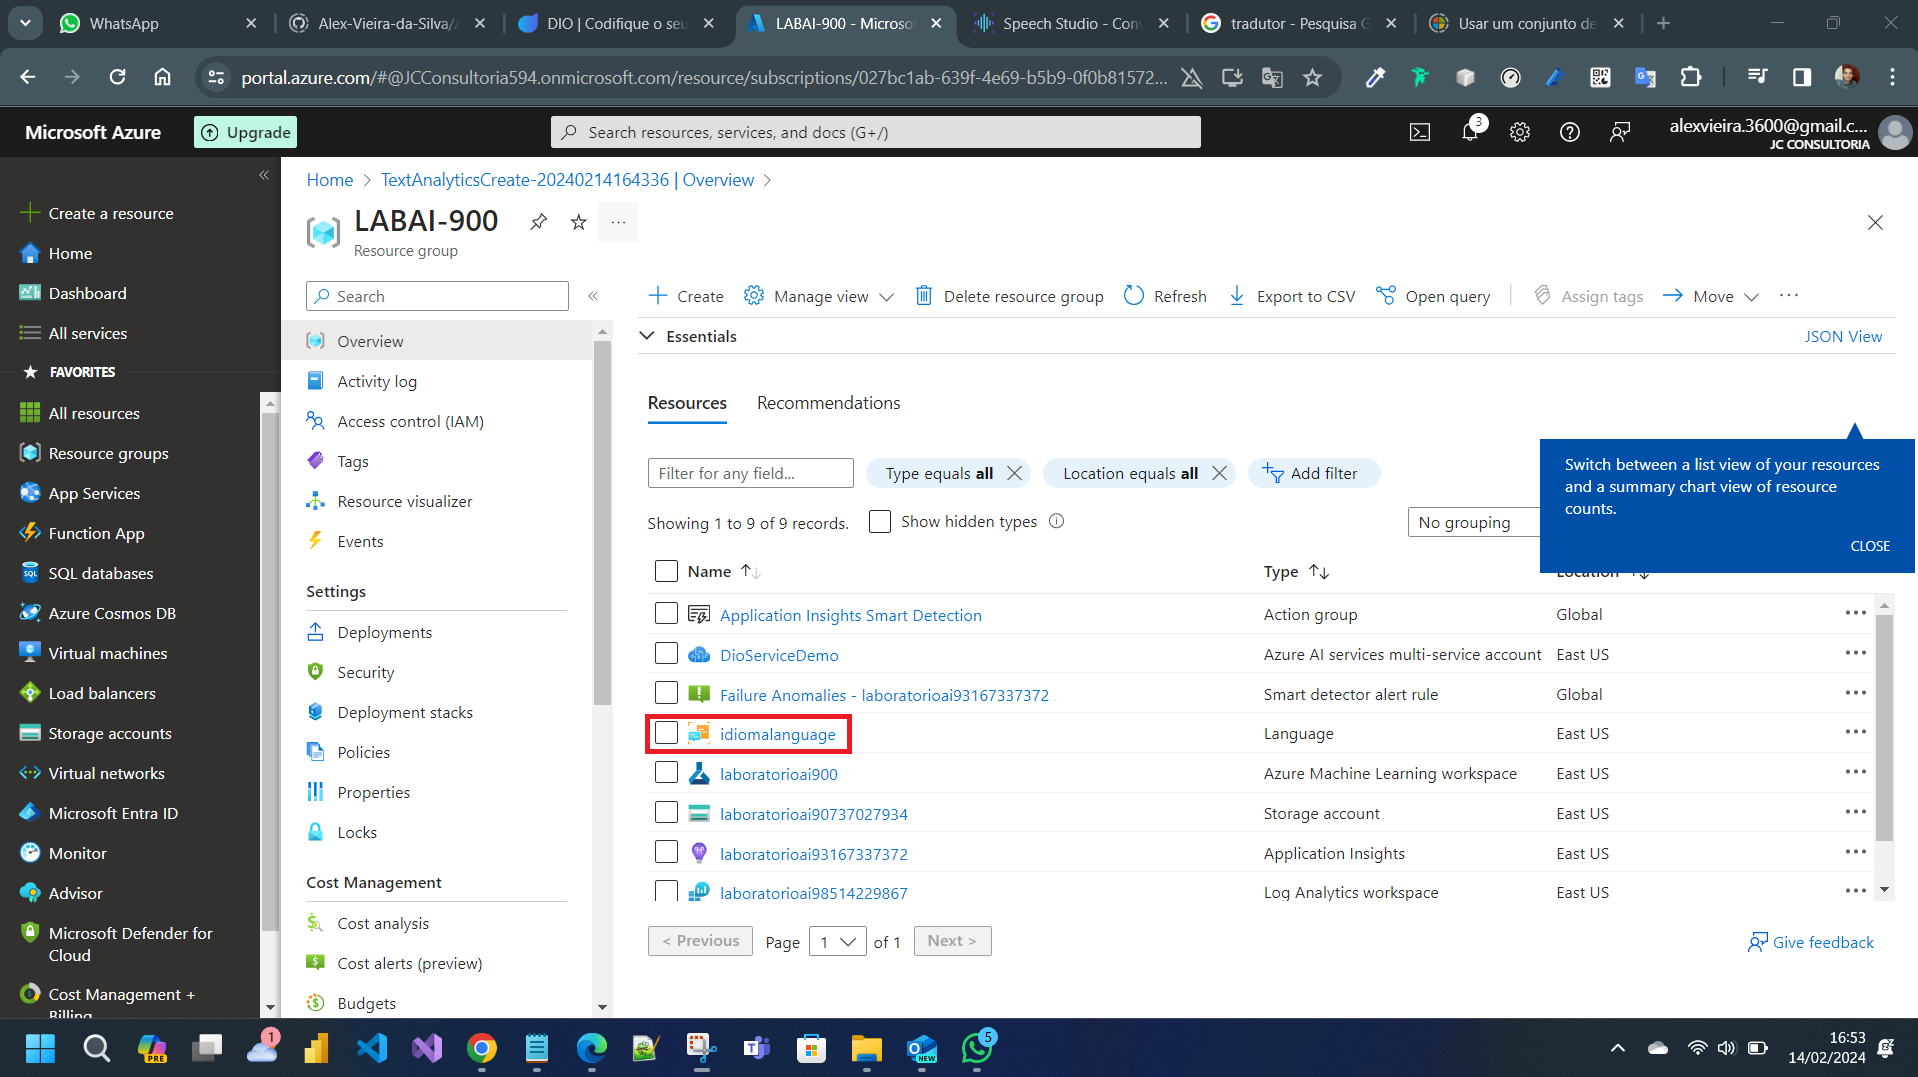 WhatsApp
Alex-Vieira-da-Silva/
DIO | Codifique o seu
LABAI-900 - Microsof
Speech Studio - Con
tradutor - Pesquisa G
Usar um conjunto de
portal.azure.com/#@JCConsultoria594.onmicrosoft.com/resource/subscriptions/027bc1ab-639f-4e69-b5b9-0f0b81572...
Microsoft Azure
Upgrade
Search resources, services, and docs (G+/)
3
alexvieira.3600@gmail.c...
JC CONSULTORIA
Create a resource
Home
Dashboard
All services
FAVORITES
All resources
Resource groups
App Services
Function App
SQL databases
Azure Cosmos DB
Virtual machines
Load balancers
Storage accounts
Virtual networks
Microsoft Entra ID
Monitor
Advisor
Microsoft Defender for
Cloud
Cost Management +
Billing
Home > TextAnalyticsCreate-20240214164336 | Overview >
LABAI-900
Resource group
Search
Overview
Activity log
Access control (IAM)
Tags
Resource visualizer
Events
Settings
Deployments
Security
Deployment stacks
Policies
Properties
Locks
Cost Management
Cost analysis
Cost alerts (preview)
Budgets
Create
Manage view
Delete resource group
Refresh
Export to CSV
Open query
Assign tags
Move
Essentials
JSON View
Resources
Recommendations
Filter for any field...
Type equals all
Location equals all
Add filter
Showing 1 to 9 of 9 records.
Show hidden types
No grouping
Switch between a list view of your resources
and a summary chart view of resource
counts.
CLOSE
Name
Type
Location
Application Insights Smart Detection Action group Global
DioServiceDemo Azure AI services multi-service account East US
Failure Anomalies - laboratorioai93167337372 Smart detector alert rule Global
idiomalanguage Language East US
laboratorioai900 Azure Machine Learning workspace East US
laboratorioai90737027934 Storage account East US
laboratorioai93167337372 Application Insights East US
laboratorioai98514229867 Log Analytics workspace East US
< Previous
Page
1
of 1
Next >
Give feedback
PRE
1
NEW
5
16:53
14/02/2024